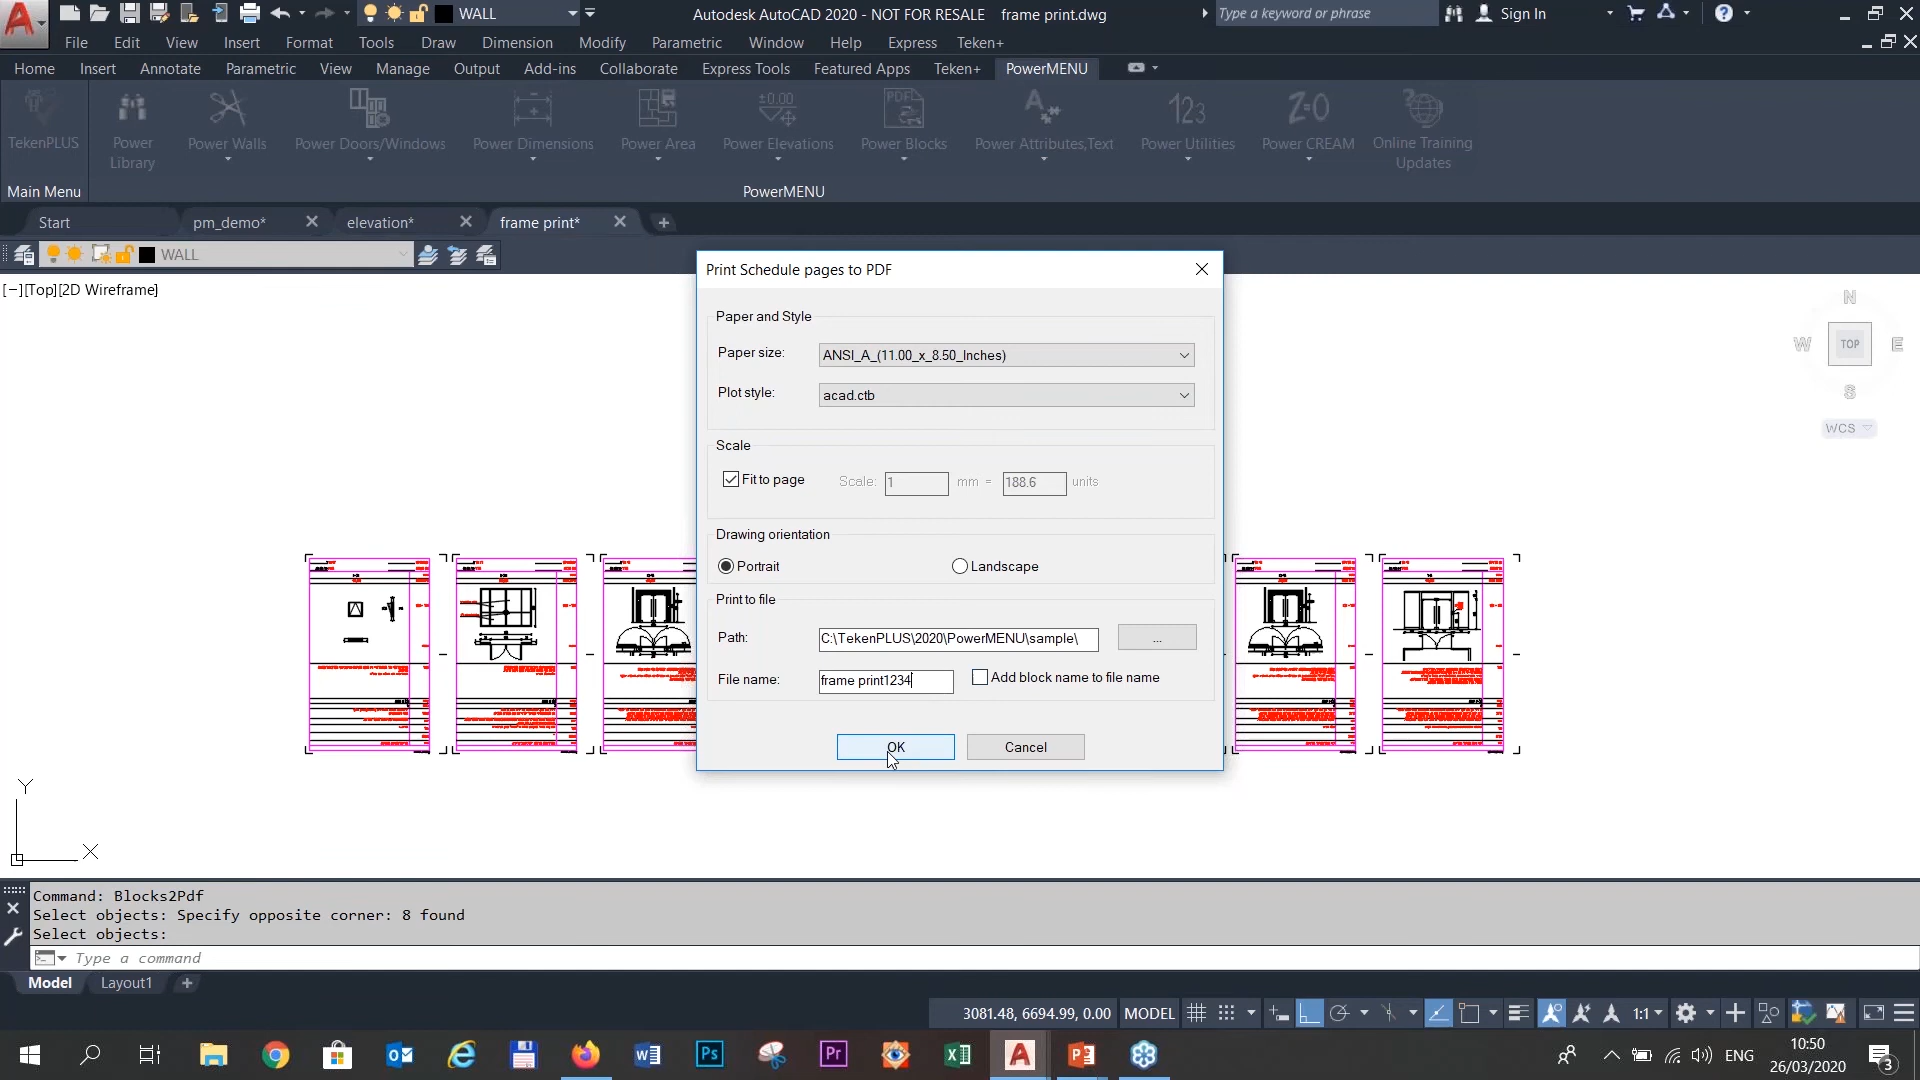 WALL
Autodesk AutoCAD 2020 - NOT FOR RESALE frame print.dwg
Type a keyword or phrase
Sign In
File Edit View Insert Format Tools Draw Dimension Modify Parametric Window Help Express Teken+
Home Insert Annotate Parametric View Manage Output Add-ins Collaborate Express Tools Featured Apps Teken+ PowerMENU
TekenPLUS
Power Library
Power Walls
Power Doors/Windows
Power Dimensions
Power Area
±0.00
Power Elevations
PDF
Power Blocks
Power Attributes,Text
123
Power Utilities
Z=0
Power CREAM
Online Training Updates
Main Menu
PowerMENU
Start
pm_demo*
elevation*
frame print*
WALL
[−][Top][2D Wireframe]
N
W
TOP
E
S
WCS
Print Schedule pages to PDF
Paper and Style
Paper size: ANSI_A_(11.00_x_8.50_Inches)
Plot style: acad.ctb
Scale
Fit to page Scale: 1 mm = 188.6 units
Drawing orientation
Portrait Landscape
Print to file
Path: C:\TekenPLUS\2020\PowerMENU\sample\ ...
File name: frame print1234 Add block name to file name
OK Cancel
Y
X
Command: Blocks2Pdf
Select objects: Specify opposite corner: 8 found
Select objects:
Type a command
Model Layout1 +
3081.48, 6694.99, 0.00 MODEL 1:1
ENG
10:50
26/03/2020
3